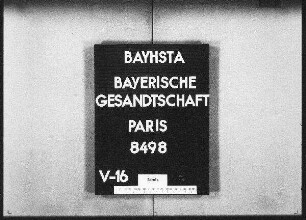 BAYHSTA
BAYERISCHE
GESANDTSCHAFT
PARIS
8498
V-16